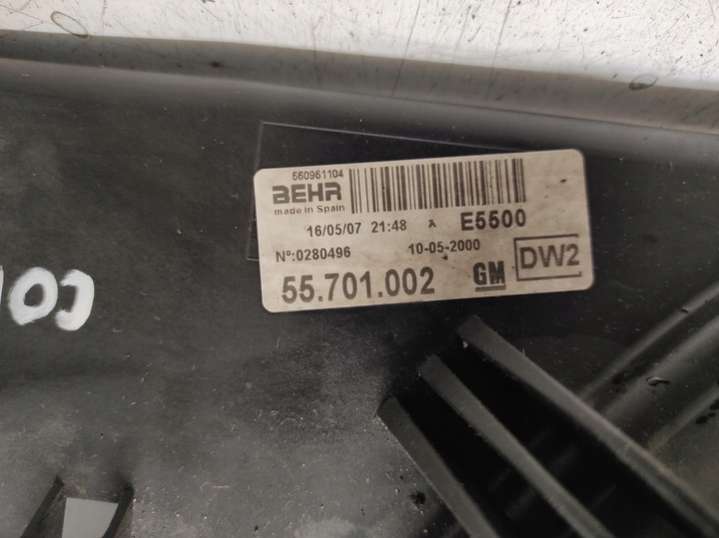 560961104
BEHR
made in Spain
16/05/07 21:48 E5500
Nº:0280496 10-05-2000
DW2
55.701.002 GM
CO